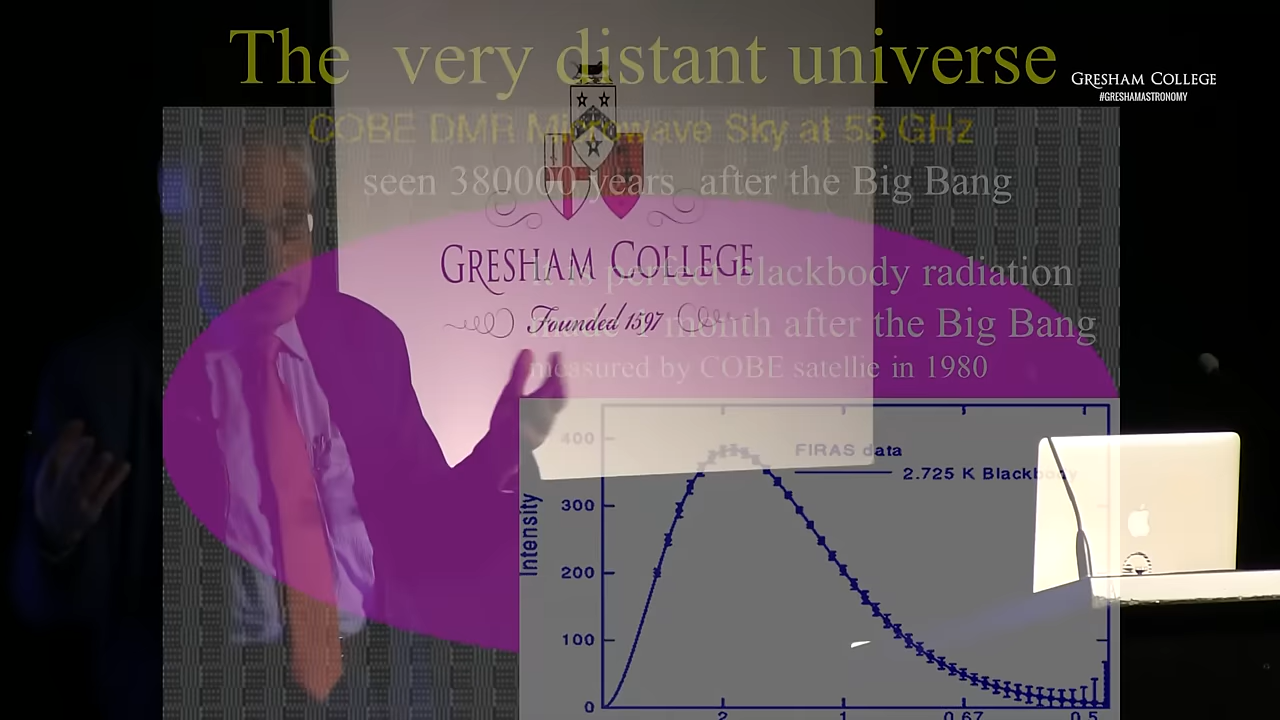 The very distant universe
GRESHAM COLLEGE
#GRESHAMASTRONOMY
COBE DMR Microwave Sky at 53 GHz
seen 380000 years after the Big Bang
GRESHAM COLLEGE
Founded 1597
It is perfect blackbody radiation
made 1 month after the Big Bang
measured by COBE satellie in 1980
400
300
200
100
0
Intensity
FIRAS data
2.725 K Blackbody
2
1
0.67
0.5